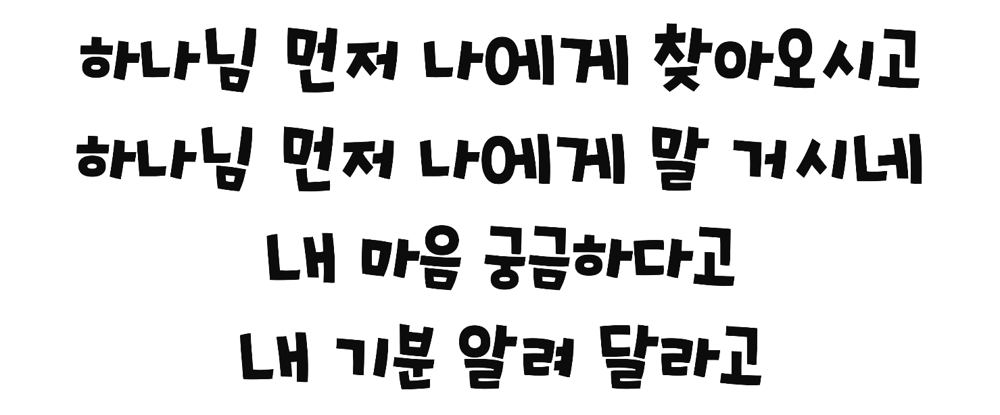 하나님 먼저 나에게 찾아오시고
하나님 먼저 나에게 말 거시네
내 마음 궁금하다고
내 기분 알려 달라고